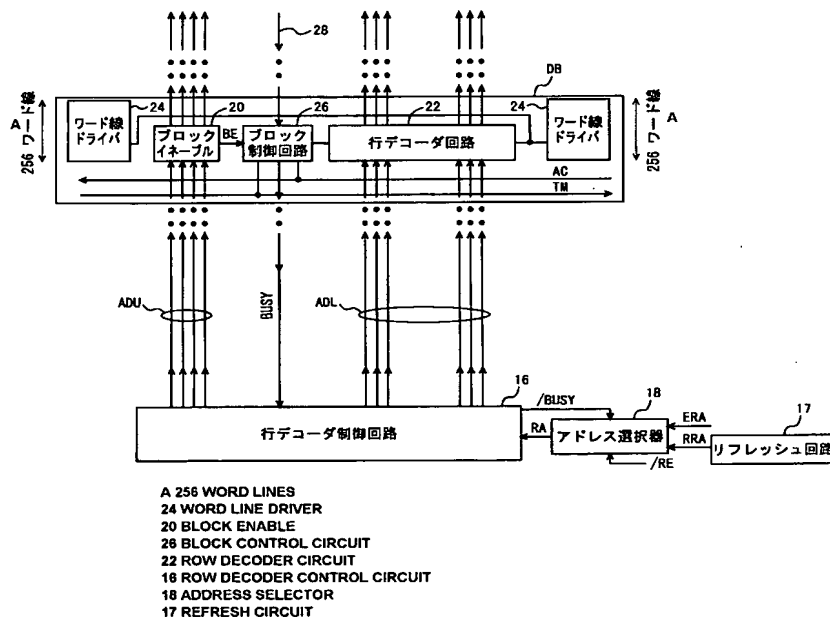 28
DB
24
20
26
22
24
A
256 ワード線
ワード線
ドライバ
ブロック
イネーブル
BE
ブロック
制御回路
行デコーダ回路
ワード線
ドライバ
256 ワード線
A
AC
TM
ADU
BUSY
ADL
16
/BUSY
18
ERA
17
行デコーダ制御回路
RA
アドレス選択器
RRA
リフレッシュ回路
/RE
A 256 WORD LINES
24 WORD LINE DRIVER
20 BLOCK ENABLE
26 BLOCK CONTROL CIRCUIT
22 ROW DECODER CIRCUIT
16 ROW DECODER CONTROL CIRCUIT
18 ADDRESS SELECTOR
17 REFRESH CIRCUIT